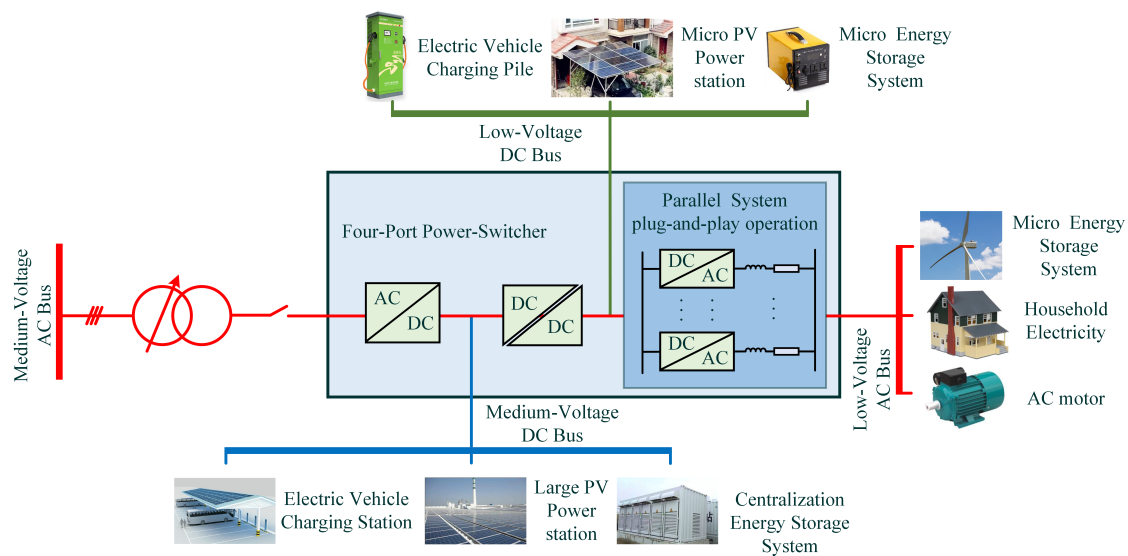 Electric Vehicle
Charging Pile
Micro PV
Power
station
Micro Energy
Storage
System
Low-Voltage
DC Bus
Four-Port Power-Switcher
Parallel System
plug-and-play operation
DC
AC
DC
AC
AC
DC
DC
DC
Medium-Voltage
AC Bus
Low-Voltage
AC Bus
Micro Energy
Storage
System
Household
Electricity
AC motor
Medium-Voltage
DC Bus
Electric Vehicle
Charging Station
Large PV
Power
station
Centralization
Energy Storage
System